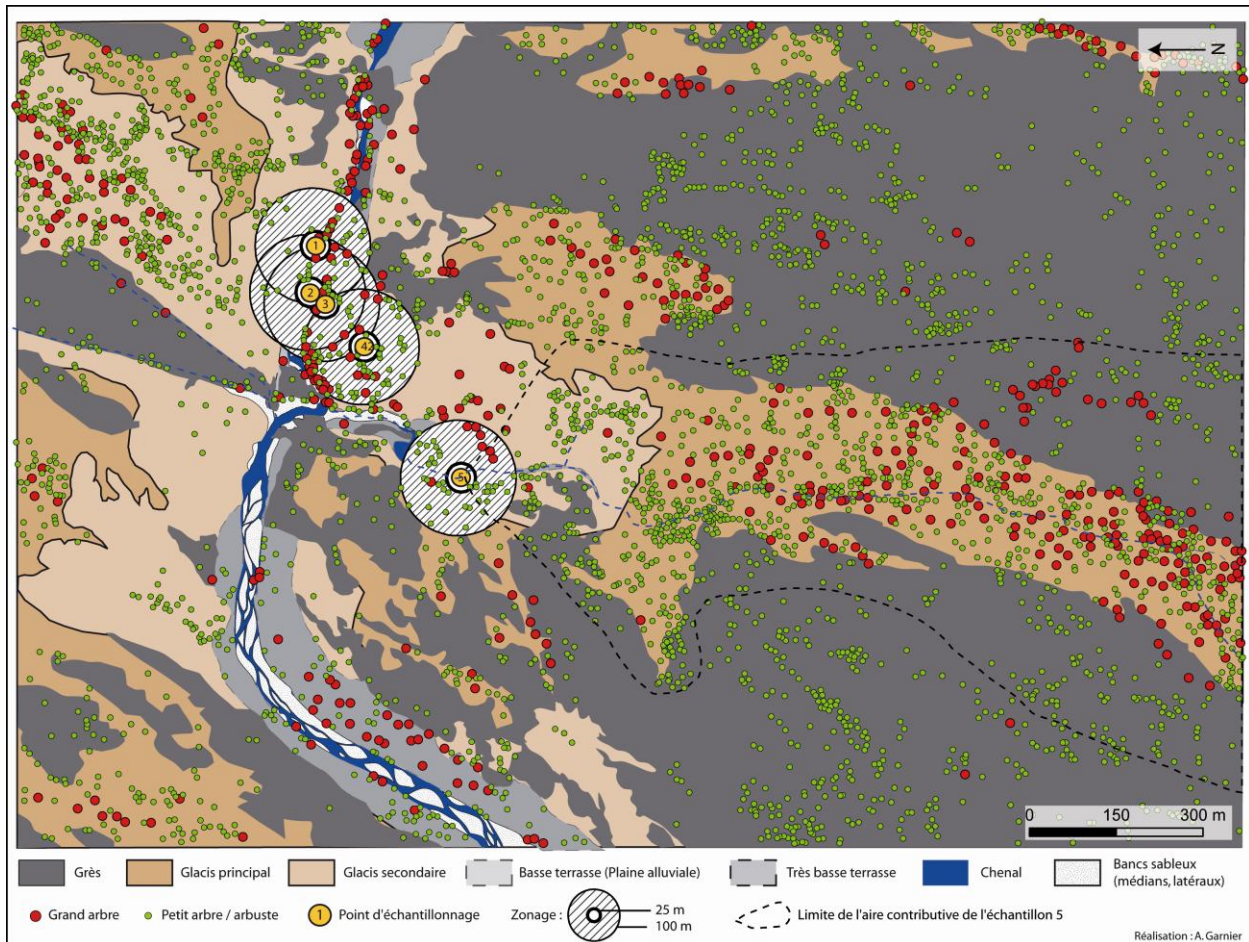 N
1
2
3
42
5
0 150 300 m
Grès
Glacis principal
Glacis secondaire
Basse terrasse (Plaine alluviale)
Très basse terrasse
Chenal
Bancs sableux
(médians, latéraux)
Grand arbre
Petit arbre / arbuste
1
Point d'échantillonnage
Zonage :
25 m
100 m
Limite de l'aire contributive de l'échantillon 5
Réalisation : A. Garnier